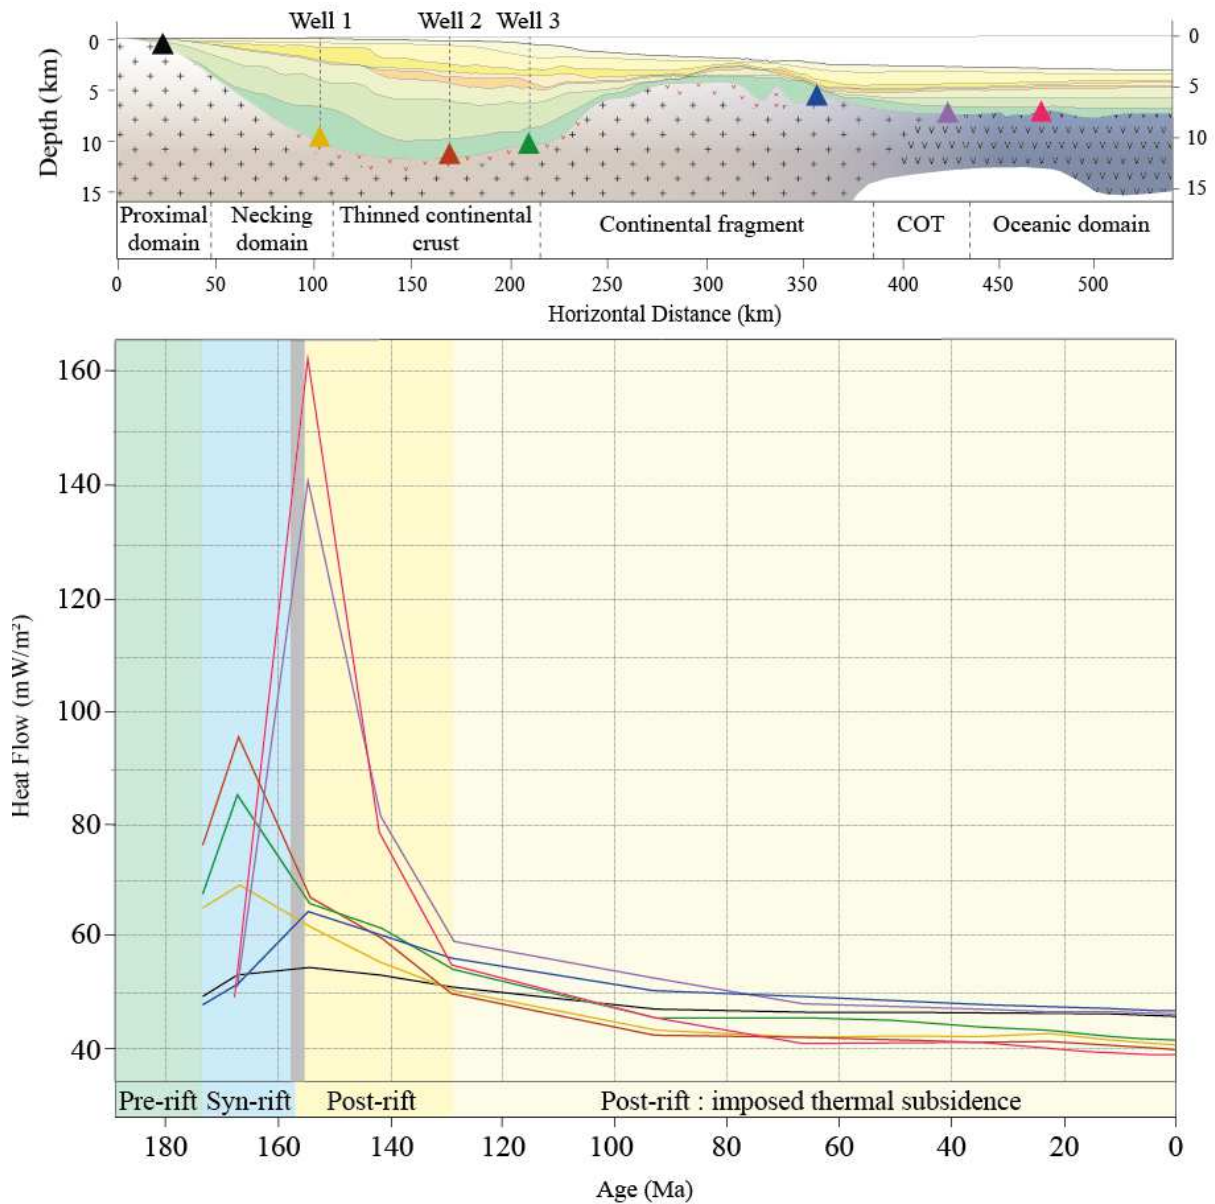 Well 1 Well 2 Well 3
Depth (km)
0 0
5 5
10 10
15 15
Proximal domain
Necking domain
Thinned continental crust
Continental fragment
COT
Oceanic domain
0 50 100 150 200 250 300 350 400 450 500
Horizontal Distance (km)
Heat Flow (mW/m²)
160
140
120
100
80
60
40
Pre-rift Syn-rift Post-rift Post-rift : imposed thermal subsidence
180 160 140 120 100 80 60 40 20 0
Age (Ma)